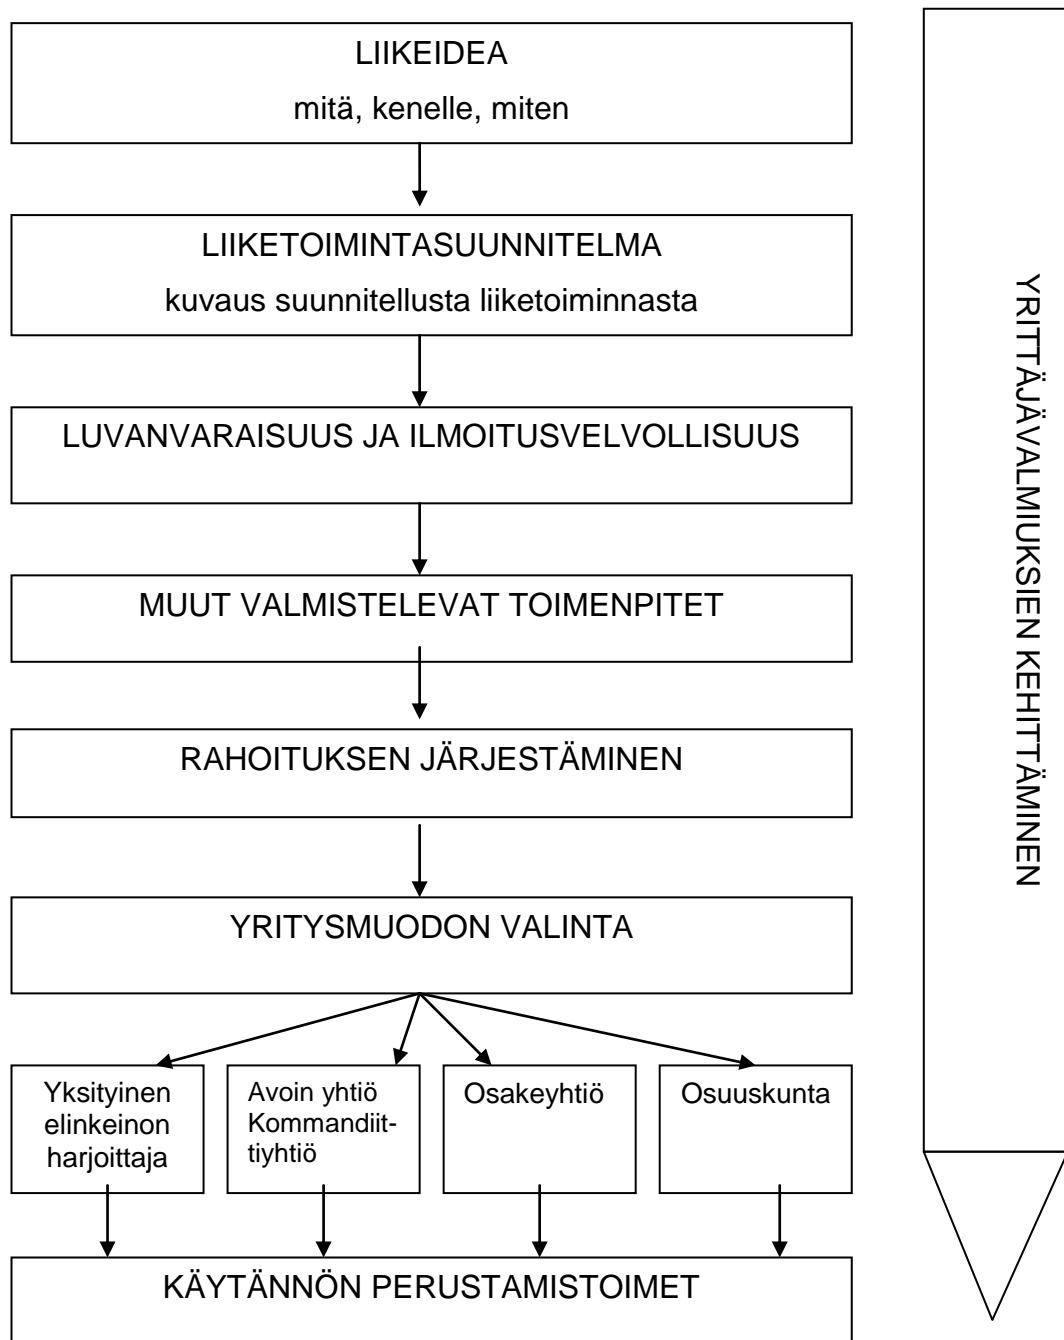 LIIKEIDEA
mitä, kenelle, miten
LIIKETOIMINTASUUNNITELMA
kuvaus suunnitellusta liiketoiminnasta
LUVANVARAISUUS JA ILMOITUSVELVOLLISUUS
MUUT VALMISTELEVAT TOIMENPITET
RAHOITUKSEN JÄRJESTÄMINEN
YRITYSMUODON VALINTA
Yksityinen
elinkeinon
harjoittaja
Avoin yhtiö
Kommandiit-
tiyhtiö
Osakeyhtiö
Osuuskunta
KÄYTÄNNÖN PERUSTAMISTOIMET
YRITTÄJÄVALMIUKSIEN KEHITTÄMINEN